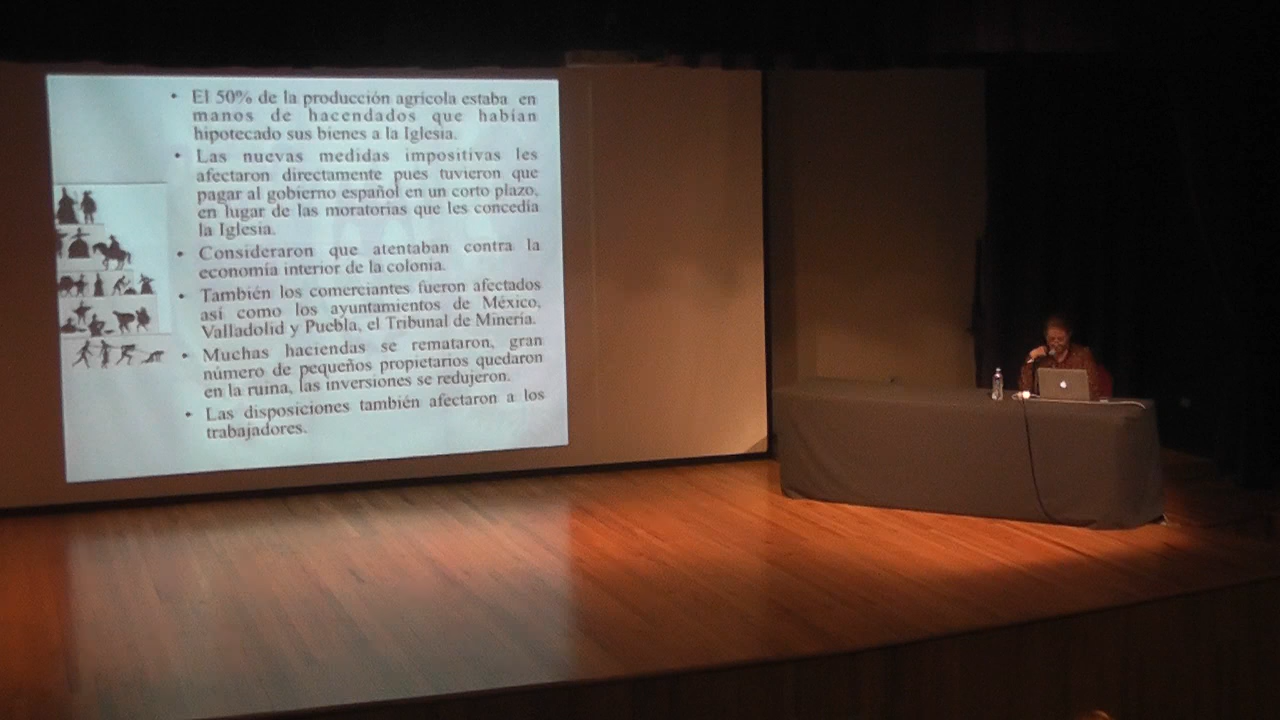 • El 50% de la producción agrícola estaba en
manos de hacendados que habían
hipotecado sus bienes a la Iglesia.
• Las nuevas medidas impositivas les
afectaron directamente pues tuvieron que
pagar al gobierno español en un corto plazo,
en lugar de las moratorias que les concedía
la Iglesia.
• Consideraron que atentaban contra la
economía interior de la colonia.
• También los comerciantes fueron afectados
así como los ayuntamientos de México,
Valladolid y Puebla, el Tribunal de Minería.
• Muchas haciendas se remataron, gran
número de pequeños propietarios quedaron
en la ruina, las inversiones se redujeron.
• Las disposiciones también afectaron a los
trabajadores.